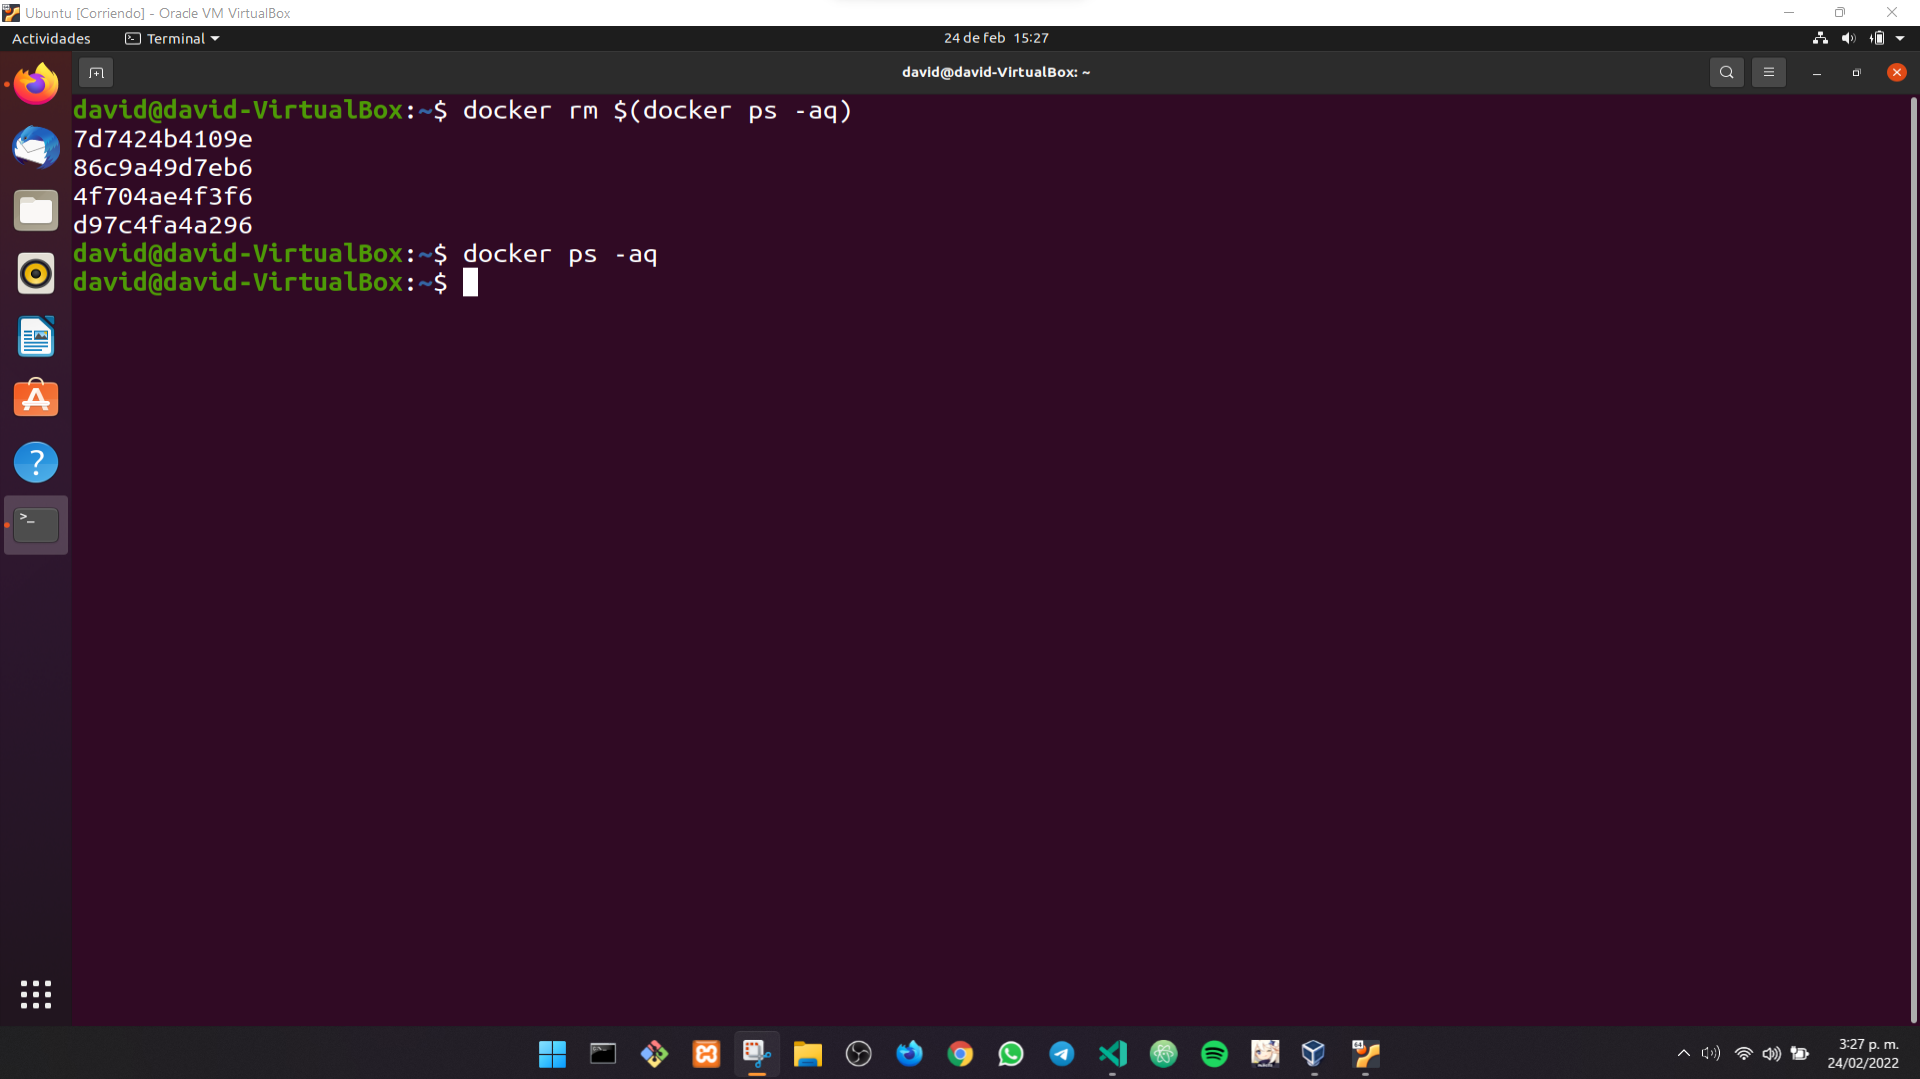 Ubuntu [Corriendo] - Oracle VM VirtualBox
Actividades Terminal 24 de feb 15:27
david@david-VirtualBox: ~
david@david-VirtualBox:~$ docker rm $(docker ps -aq)
7d7424b4109e
86c9a49d7eb6
4f704ae4f3f6
d97c4fa4a296
david@david-VirtualBox:~$ docker ps -aq
david@david-VirtualBox:~$
3:27 p. m.
24/02/2022